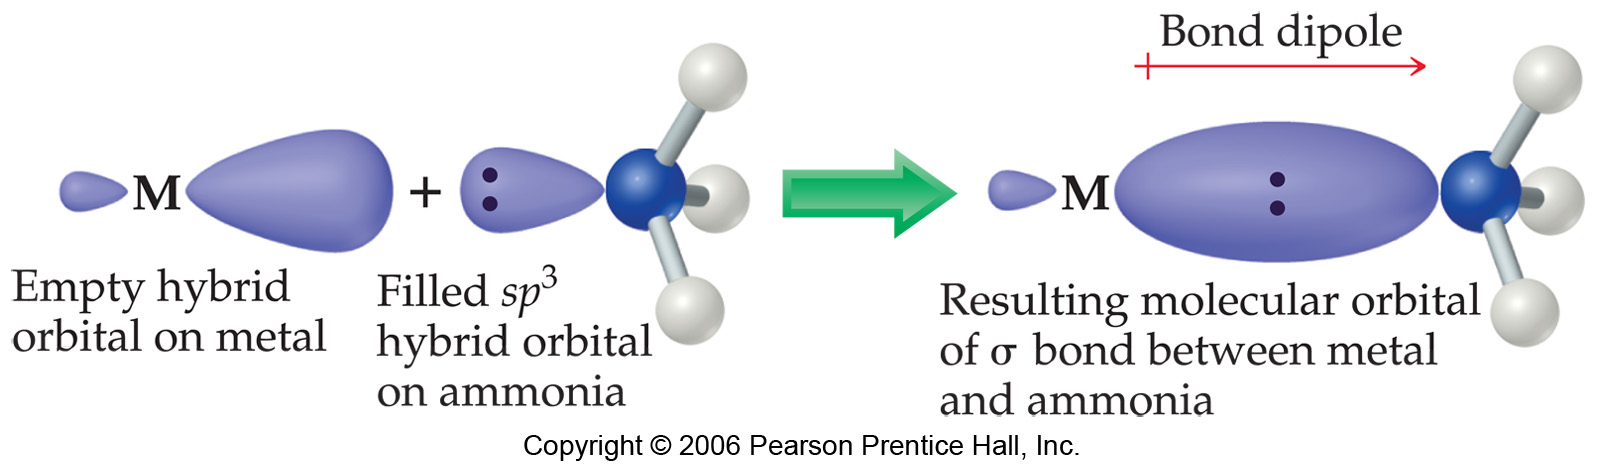 Bond dipole
M
+
M
Empty hybrid
orbital on metal
Filled sp³
hybrid orbital
on ammonia
Resulting molecular orbital
of σ bond between metal
and ammonia
Copyright © 2006 Pearson Prentice Hall, Inc.